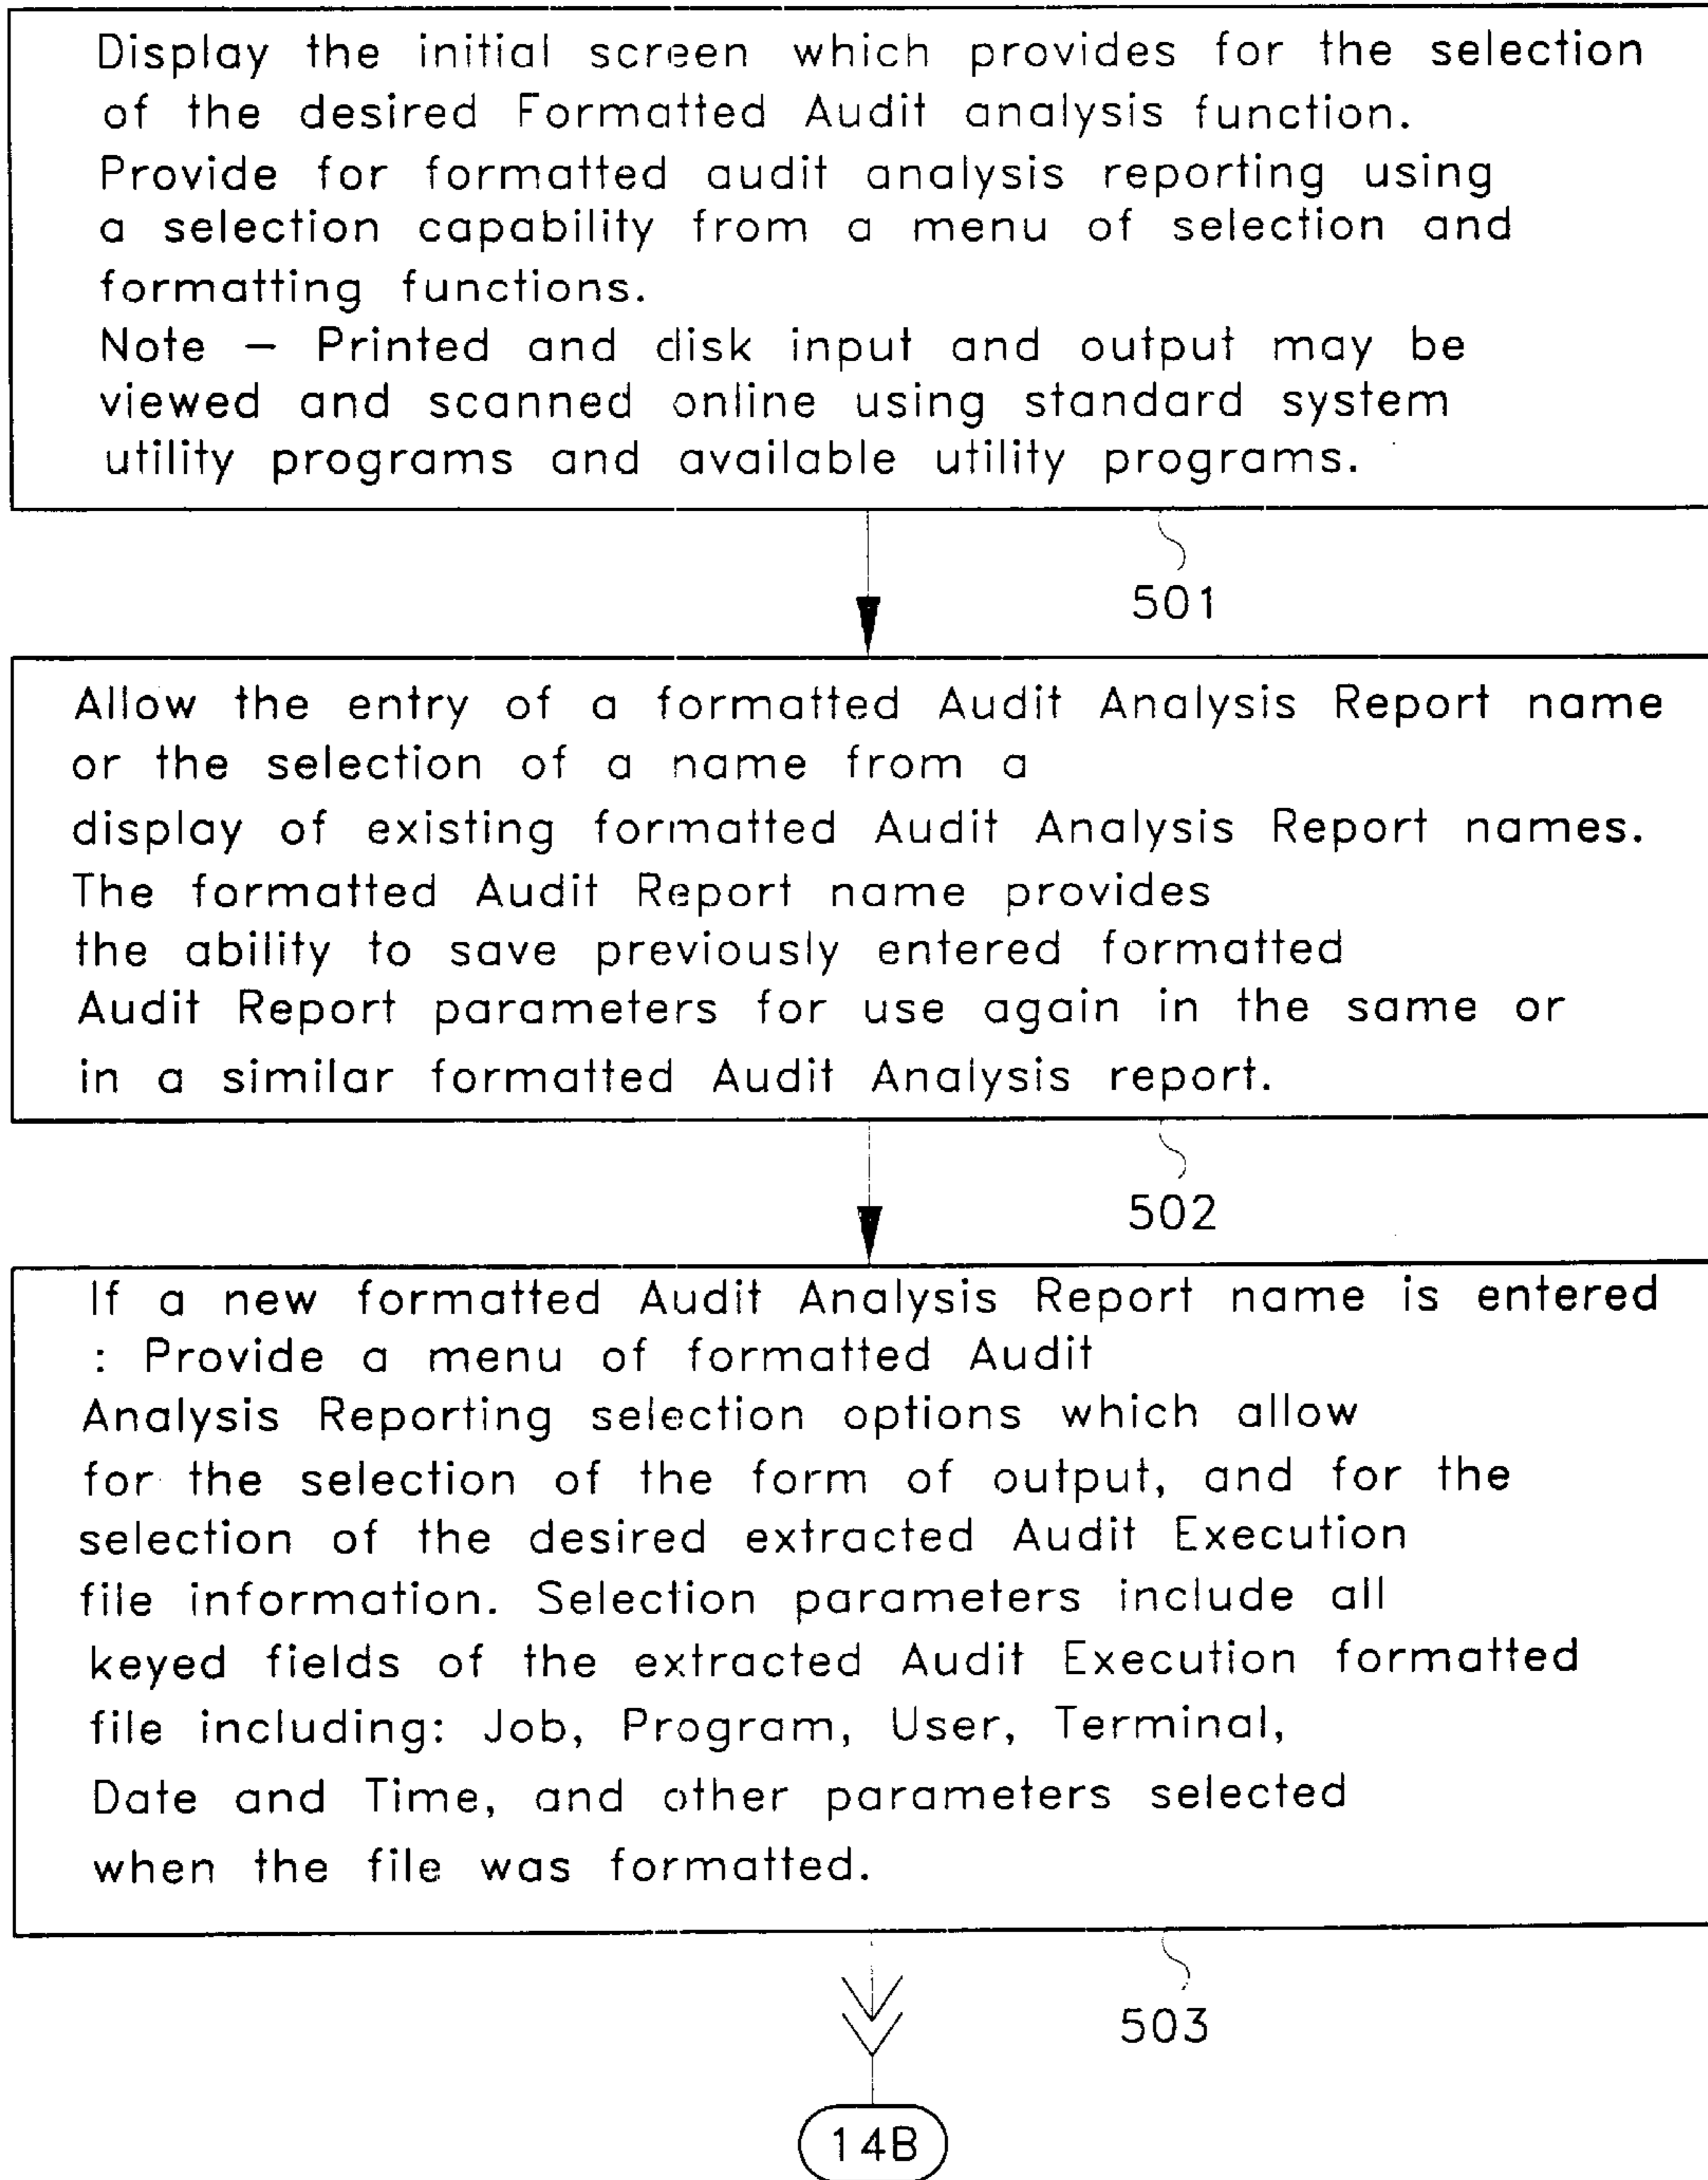 Display the initial screen which provides for the selection
of the desired Formatted Audit analysis function.
Provide for formatted audit analysis reporting using
a selection capability from a menu of selection and
formatting functions.
Note – Printed and disk input and output may be
viewed and scanned online using standard system
utility programs and available utility programs.
501
Allow the entry of a formatted Audit Analysis Report name
or the selection of a name from a
display of existing formatted Audit Analysis Report names.
The formatted Audit Report name provides
the ability to save previously entered formatted
Audit Report parameters for use again in the same or
in a similar formatted Audit Analysis report.
502
If a new formatted Audit Analysis Report name is entered
: Provide a menu of formatted Audit
Analysis Reporting selection options which allow
for the selection of the form of output, and for the
selection of the desired extracted Audit Execution
file information. Selection parameters include all
keyed fields of the extracted Audit Execution formatted
file including: Job, Program, User, Terminal,
Date and Time, and other parameters selected
when the file was formatted.
503
14B